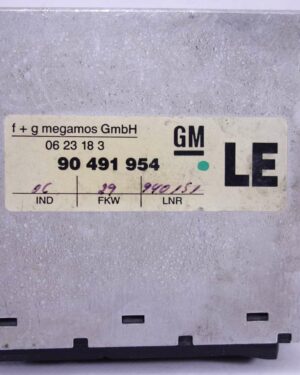 f + g megamos GmbH
06 23 18 3
GM
90 491 954
LE
06 29 940151
IND FKW LNR